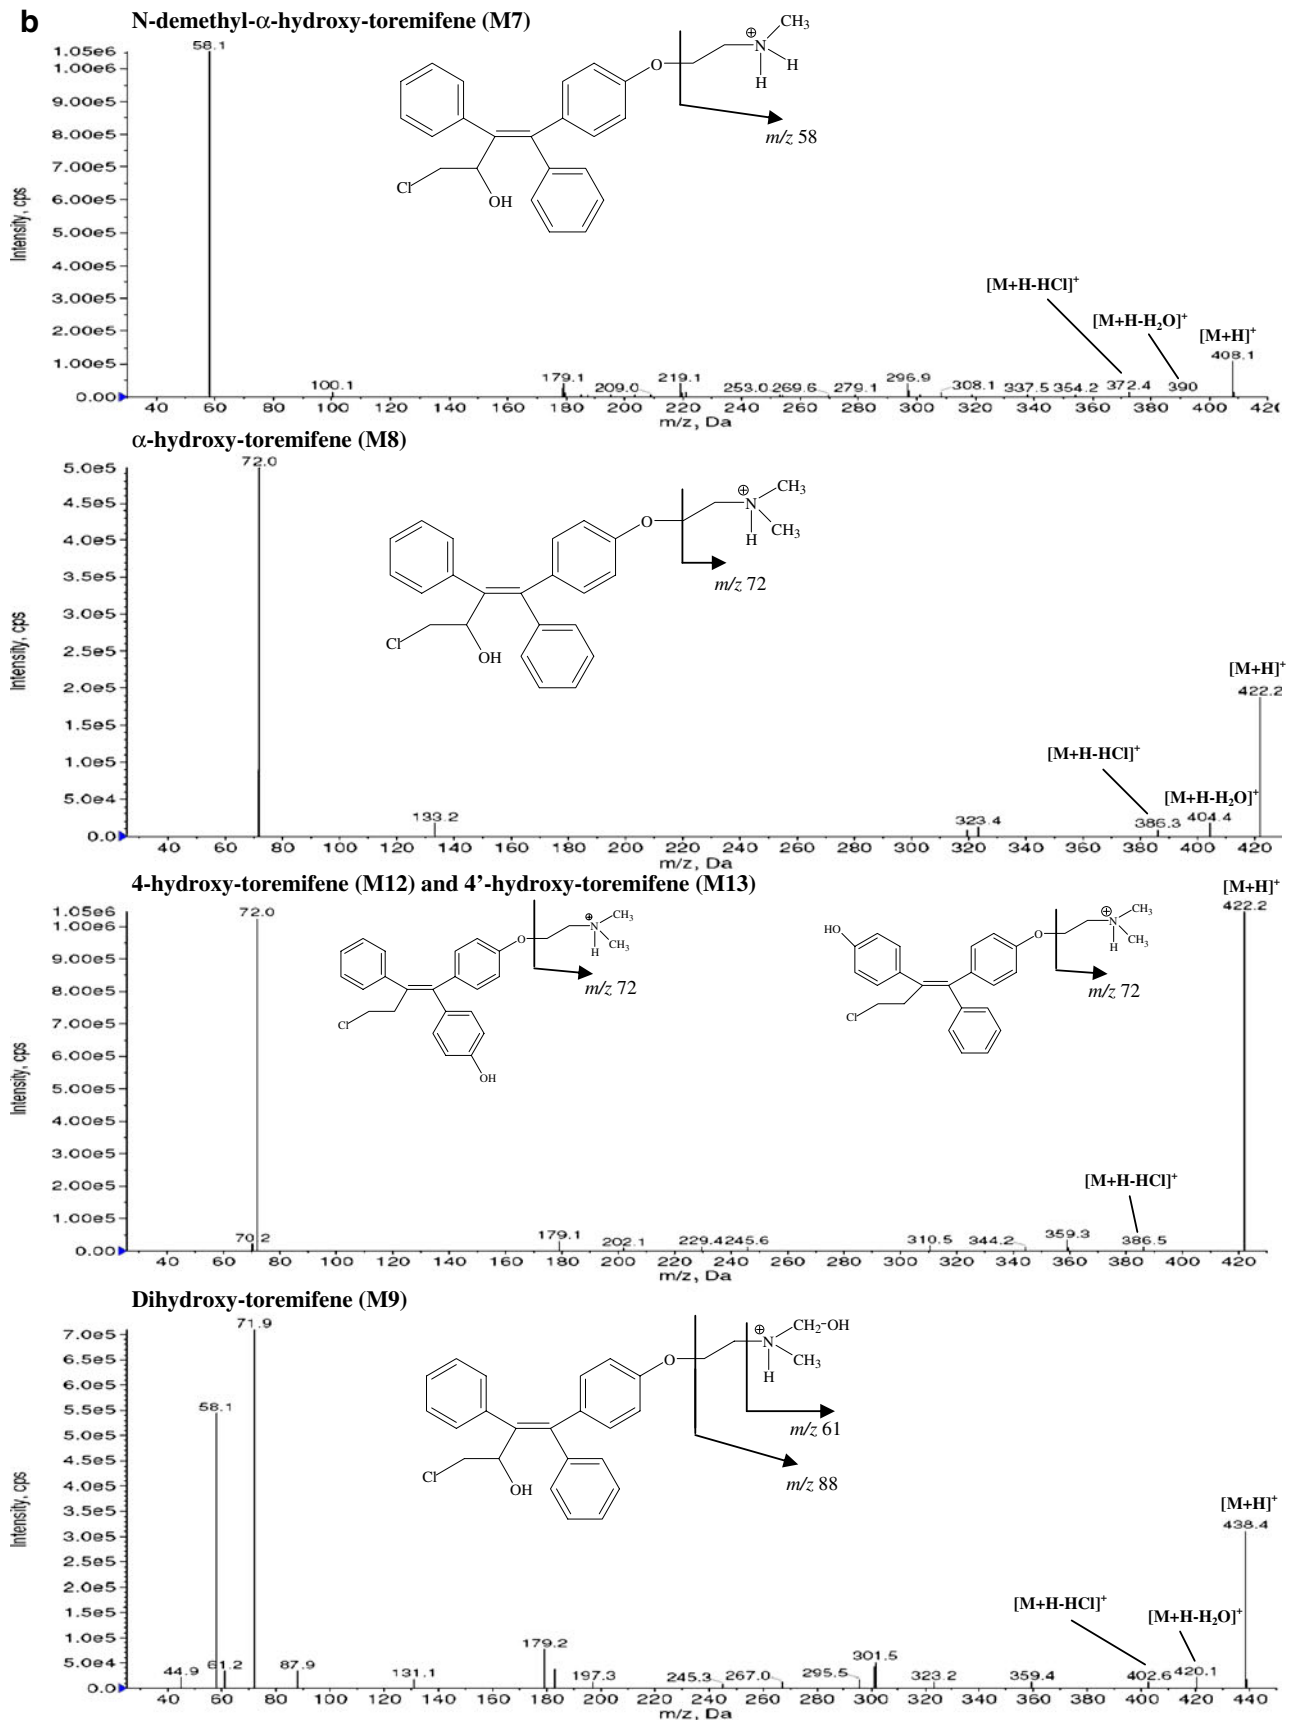 b
N-demethyl-α-hydroxy-toremifene (M7)
58.1
1.05e6
1.00e6
9.00e5
8.00e5
7.00e5
6.00e5
5.00e5
4.00e5
3.00e5
2.00e5
1.00e5
0.00
Intensity, cps
⊕ CH₃
O N H
H
m/z 58
Cl
OH
[M+H-HCl]⁺
[M+H-H₂O]⁺
[M+H]⁺
408.1
100.1 179.1 209.0 219.1 253.0 269.6 279.1 296.9 308.1 337.5 354.2 372.4 390
40 60 80 100 120 140 160 180 200 220 240 260 280 300 320 340 360 380 400 42
m/z, Da
α-hydroxy-toremifene (M8)
72.0
5.0e5
4.5e5
4.0e5
3.5e5
3.0e5
2.5e5
2.0e5
1.5e5
1.0e5
5.0e4
0.0
Intensity, cps
⊕ CH₃
O N CH₃
H
m/z 72
Cl
OH
[M+H]⁺
422.2
[M+H-HCl]⁺
[M+H-H₂O]⁺
133.2 323.4 386.3 404.4
40 60 80 100 120 140 160 180 200 220 240 260 280 300 320 340 360 380 400 420
m/z, Da
4-hydroxy-toremifene (M12) and 4’-hydroxy-toremifene (M13)
[M+H]⁺
422.2
72.0
1.05e6
1.00e6
9.00e5
8.00e5
7.00e5
6.00e5
5.00e5
4.00e5
3.00e5
2.00e5
1.00e5
0.00
Intensity, cps
⊕ CH₃
O N CH₃
H
m/z 72
Cl
OH
HO
⊕ CH₃
O N CH₃
H
m/z 72
Cl
[M+H-HCl]⁺
70.2 179.1 202.1 229.4 245.6 310.5 344.2 359.3 386.5
40 60 80 100 120 140 160 180 200 220 240 260 280 300 320 340 360 380 400 420
m/z, Da
Dihydroxy-toremifene (M9)
71.9
7.0e5
6.5e5
6.0e5
5.5e5
5.0e5
4.5e5
4.0e5
3.5e5
3.0e5
2.5e5
2.0e5
1.5e5
1.0e5
5.0e4
0.0
Intensity, cps
58.1
⊕ CH₂-OH
O N CH₃
H
m/z 61
m/z 88
Cl
OH
[M+H]⁺
438.4
[M+H-HCl]⁺
[M+H-H₂O]⁺
44.9 61.2 87.9 131.1 179.2 197.3 245.3 267.0 295.5 301.5 323.2 359.4 402.6 420.1
40 60 80 100 120 140 160 180 200 220 240 260 280 300 320 340 360 380 400 420 440
m/z, Da